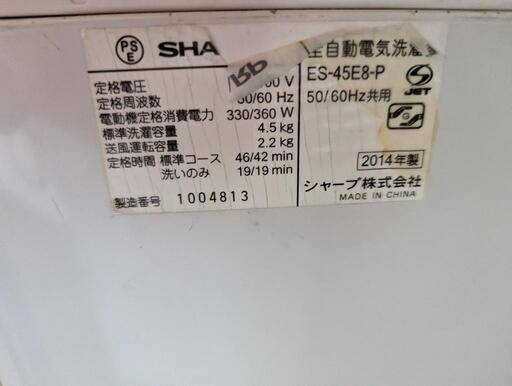 PS
E
SHA
定格電圧 00 V
定格周波数 50/60 Hz
電動機定格消費電力 330/360 W
標準洗濯容量 4.5 kg
送風運転容量 2.2 kg
定格時間 標準コース 46/42 min
洗いのみ 19/19 min
製造番号 1004813
全自動電気洗濯
ES-45E8-P
50/60Hz共用
JET
G
2014年製
シャープ株式会社
MADE IN CHINA